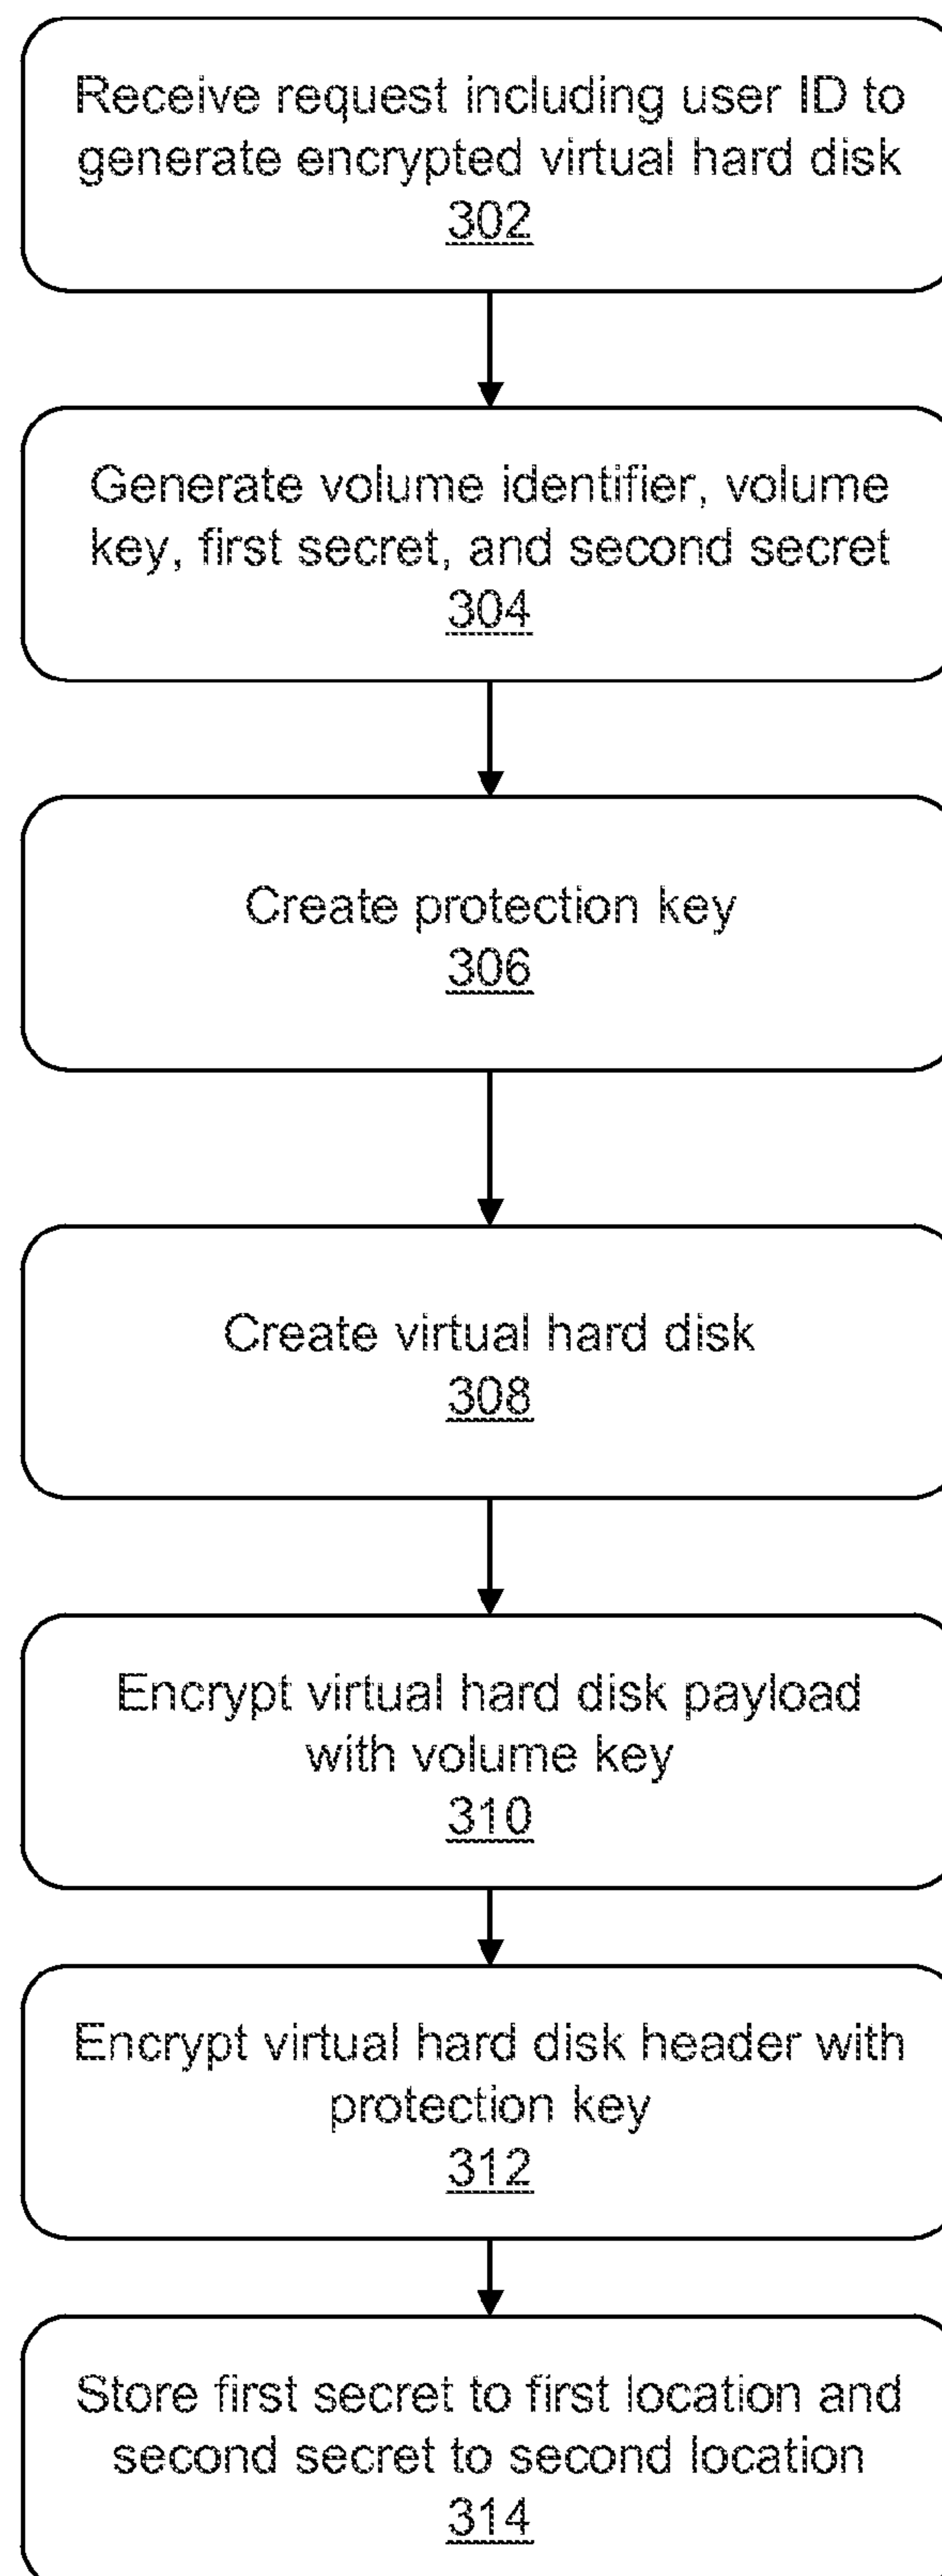 Receive request including user ID to
generate encrypted virtual hard disk
302
Generate volume identifier, volume
key, first secret, and second secret
304
Create protection key
306
Create virtual hard disk
308
Encrypt virtual hard disk payload
with volume key
310
Encrypt virtual hard disk header with
protection key
312
Store first secret to first location and
second secret to second location
314